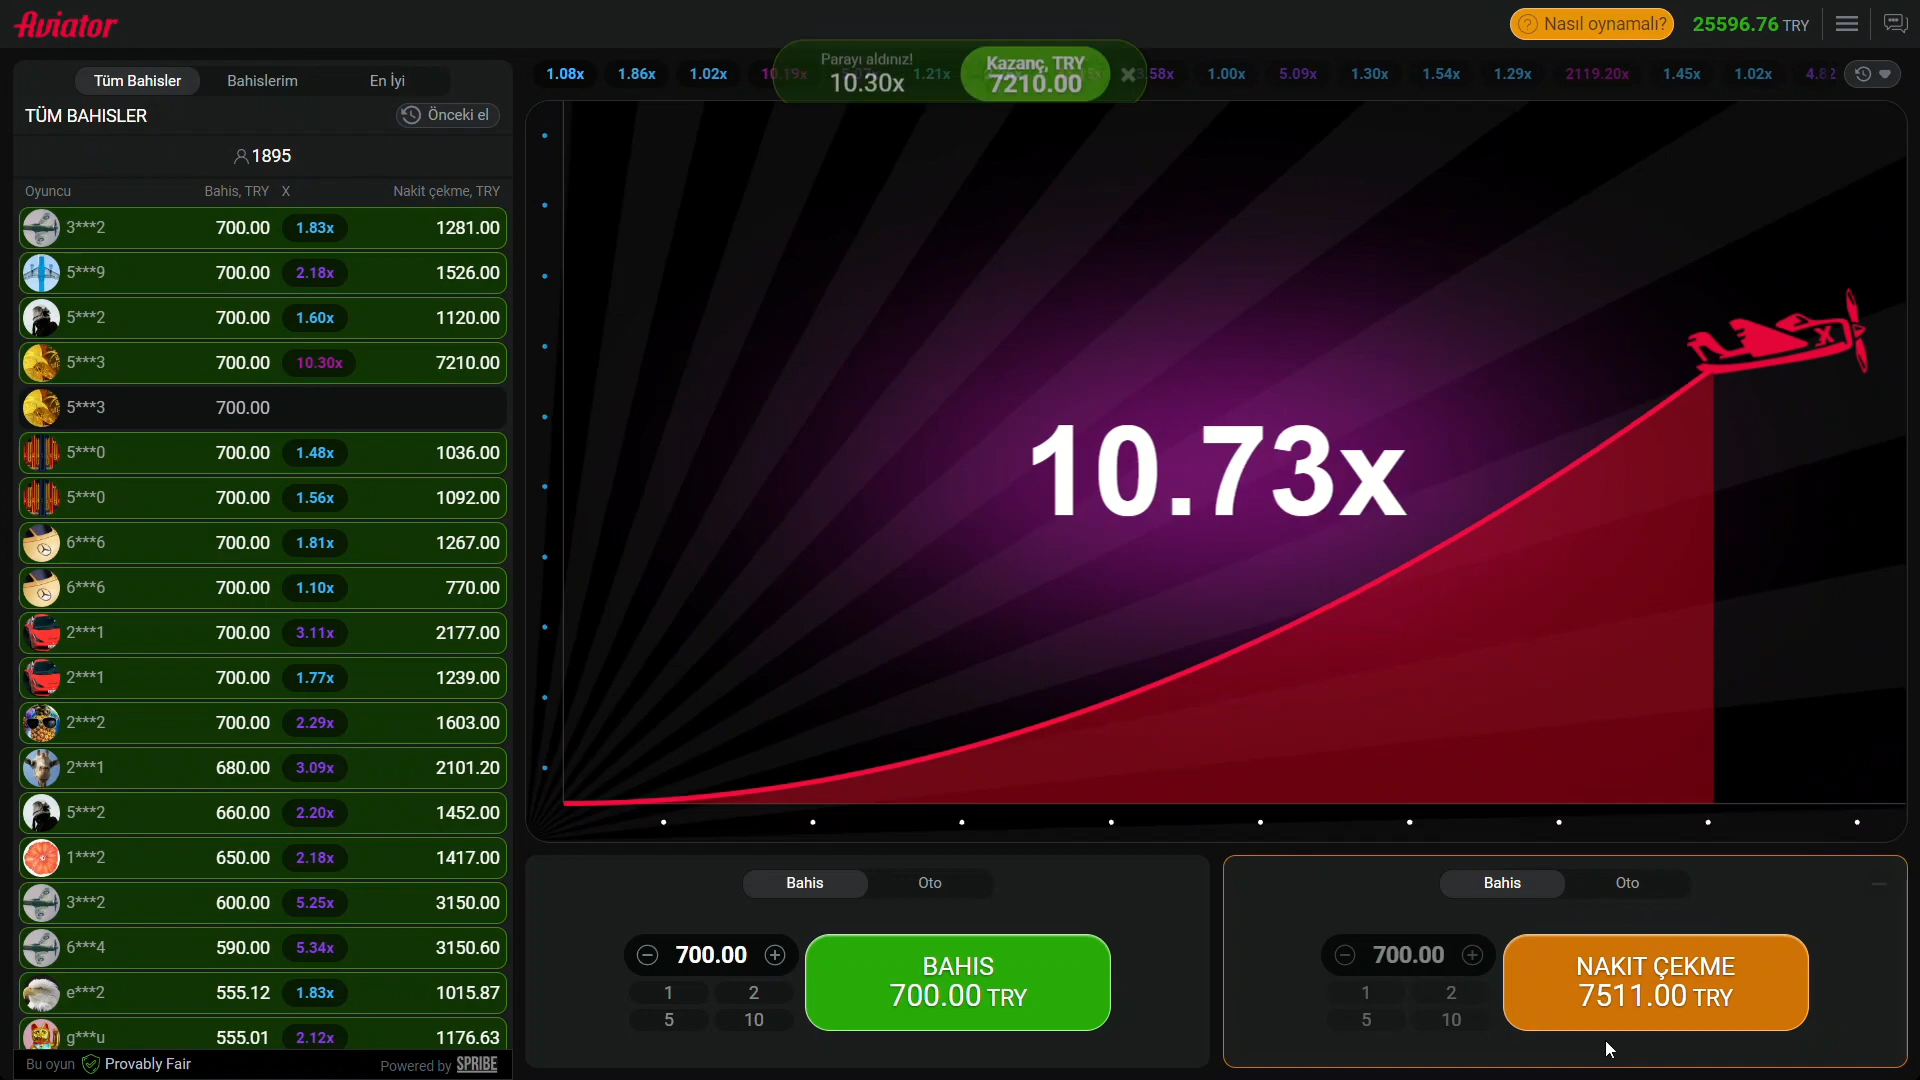 Aviator
Nasıl oynamalı?
25596.76 TRY
Tüm Bahisler
Bahislerim
En İyi
1.08x
1.86x
1.02x
10.19x
1.21x
Parayı aldınız!
10.30x
Kazanç, TRY
7210.00
1.00x
5.09x
1.30x
1.54x
1.29x
2119.20x
1.45x
1.02x
TÜM BAHISLER
Önceki el
1895
Oyuncu
Bahis, TRY X
Nakit çekme, TRY
3***2 700.00 1.83x 1281.00
5***9 700.00 2.18x 1526.00
5***2 700.00 1.60x 1120.00
5***3 700.00 10.30x 7210.00
5***3 700.00
5***0 700.00 1.48x 1036.00
5***0 700.00 1.56x 1092.00
6***6 700.00 1.81x 1267.00
6***6 700.00 1.10x 770.00
2***1 700.00 3.11x 2177.00
2***1 700.00 1.77x 1239.00
2***2 700.00 2.29x 1603.00
2***1 680.00 3.09x 2101.20
5***2 660.00 2.20x 1452.00
1***2 650.00 2.18x 1417.00
3***2 600.00 5.25x 3150.00
6***4 590.00 5.34x 3150.60
e***2 555.12 1.83x 1015.87
g***u 555.01 2.12x 1176.63
Bu oyun Provably Fair
Powered by SPRIBE
X
10.73x
Bahis
Oto
700.00
1 2
5 10
BAHIS
700.00 TRY
Bahis
Oto
700.00
1 2
5 10
NAKIT ÇEKME
7511.00 TRY